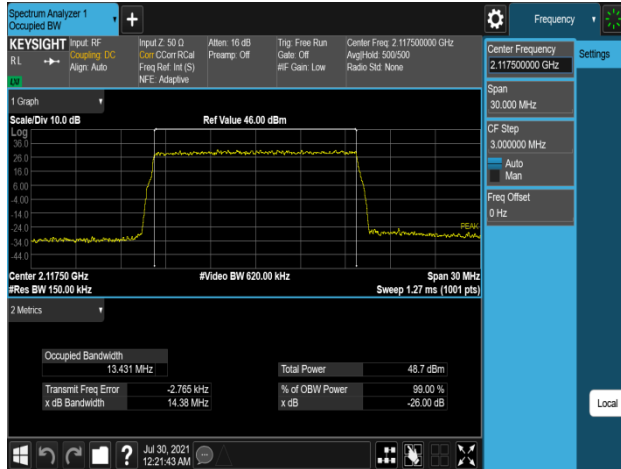 Spectrum Analyzer 1
Occupied BW
Frequency
KEYSIGHT
RL
Input: RF
Coupling: DC
Align: Auto
Input Z: 50 Ω
Corr CCorr RCal
Freq Ref: Int (S)
NFE: Adaptive
Atten: 16 dB
Preamp: Off
Trig: Free Run
Gate: Off
#IF Gain: Low
Center Freq: 2.117500000 GHz
Avg|Hold: 500/500
Radio Std: None
LXI
Center Frequency
2.117500000 GHz
Settings
Span
30.000 MHz
CF Step
3.000000 MHz
Auto
Man
Freq Offset
0 Hz
Local
1 Graph
Scale/Div 10.0 dB
Ref Value 46.00 dBm
Log
36.0
26.0
16.0
6.00
-4.00
-14.0
-24.0
-34.0
-44.0
PEAK
Center 2.11750 GHz
#Video BW 620.00 kHz
Span 30 MHz
#Res BW 150.00 kHz
Sweep 1.27 ms (1001 pts)
2 Metrics
Occupied Bandwidth
13.431 MHz
Total Power
48.7 dBm
Transmit Freq Error
-2.765 kHz
% of OBW Power
99.00 %
x dB Bandwidth
14.38 MHz
x dB
-26.00 dB
?
Jul 30, 2021
12:21:43 AM